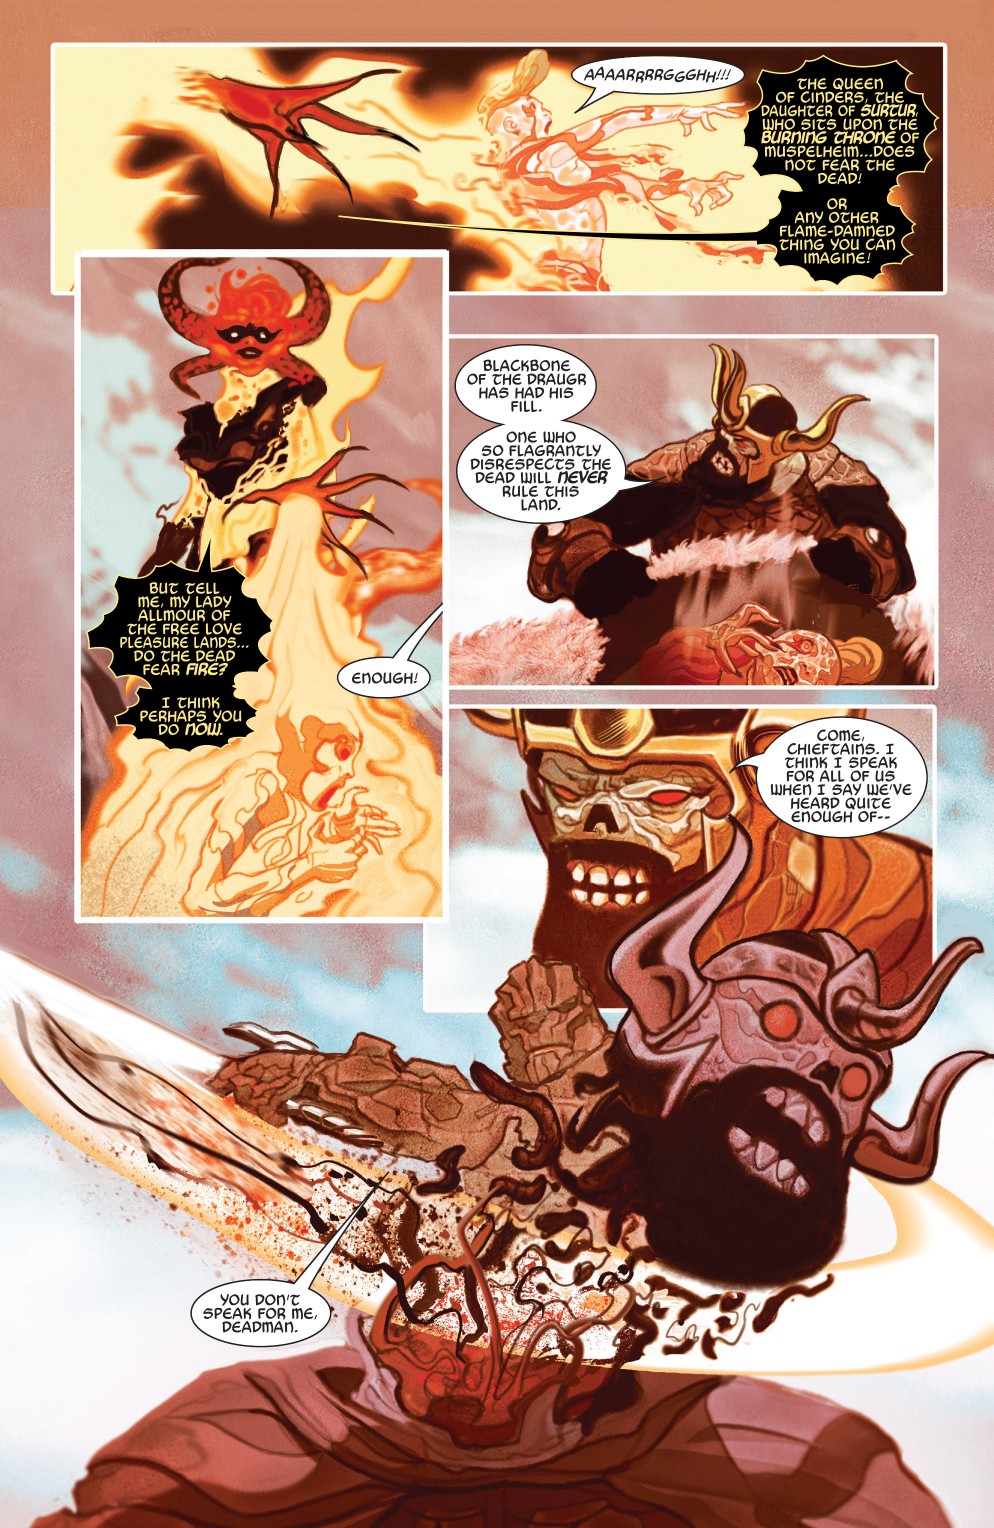 AAAARRRRGGGHH!!!
THE QUEEN
OF CINDERS, THE
DAUGHTER OF SURTUR,
WHO SITS UPON THE
BURNING THRONE OF
MUSPELHEIM...DOES
NOT FEAR THE
DEAD!
OR
ANY OTHER
FLAME-DAMNED
THING YOU CAN
IMAGINE!
BUT TELL
ME, MY LADY
ALLMOUR OF
THE FREE LOVE
PLEASURE LANDS...
DO THE DEAD
FEAR FIRE?
I THINK
PERHAPS YOU
DO NOW.
ENOUGH!
BLACKBONE
OF THE DRAUGR
HAS HAD HIS
FILL.
ONE WHO
SO FLAGRANTLY
DISRESPECTS THE
DEAD WILL NEVER
RULE THIS
LAND.
COME,
CHIEFTAINS. I
THINK I SPEAK
FOR ALL OF US
WHEN I SAY WE'VE
HEARD QUITE
ENOUGH OF--
YOU DON'T
SPEAK FOR ME,
DEADMAN.